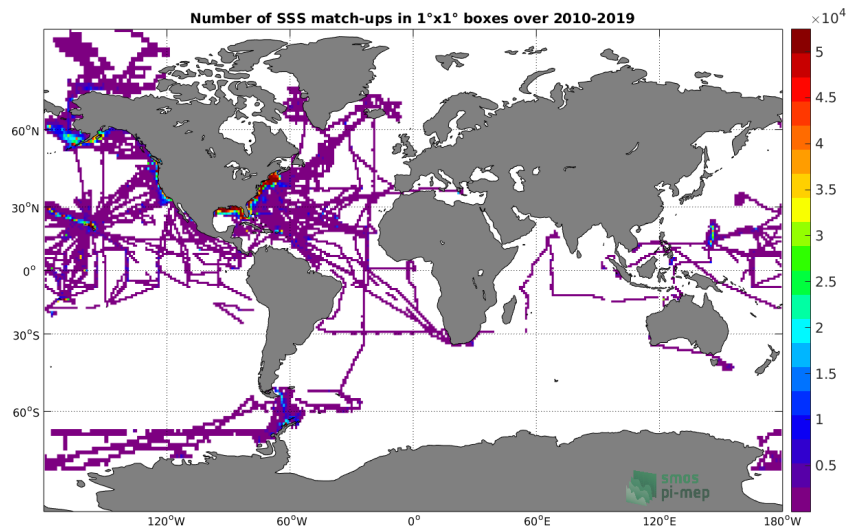 Number of SSS match-ups in 1°x1° boxes over 2010-2019
×10⁴
5
4.5
4
3.5
3
2.5
2
1.5
1
0.5
60°N
30°N
0°
30°S
60°S
smos
pi-mep
120°W
60°W
0°
60°E
120°E
180°W